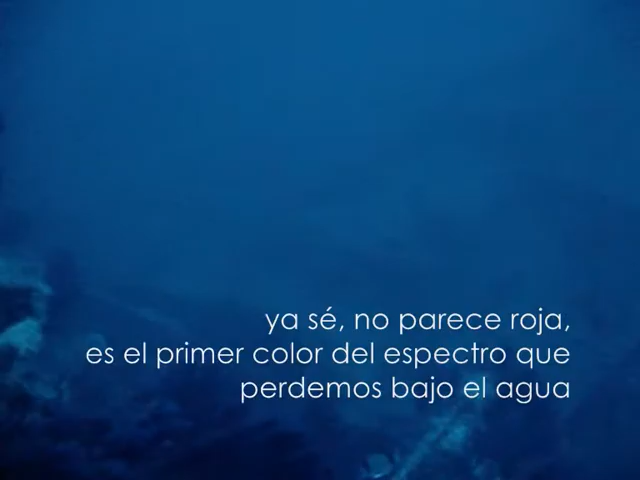 ya sé, no parece roja,
es el primer color del espectro que
perdemos bajo el agua